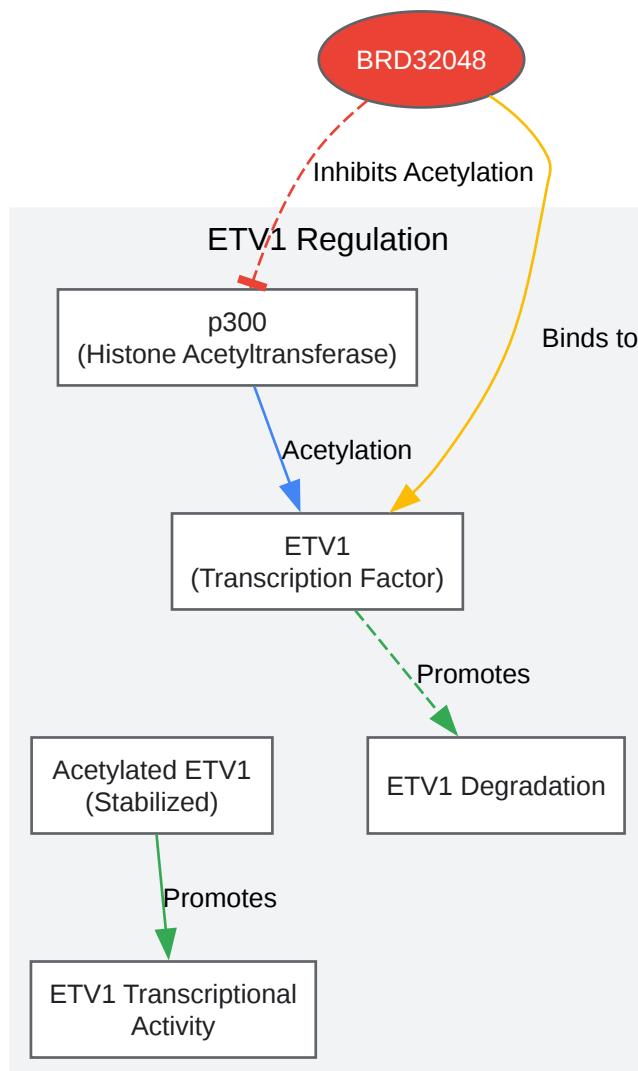 BRD32048
Inhibits Acetylation
ETV1 Regulation
p300
(Histone Acetyltransferase)
Binds to
Acetylation
ETV1
(Transcription Factor)
Promotes
Acetylated ETV1
(Stabilized)
ETV1 Degradation
Promotes
ETV1 Transcriptional
Activity